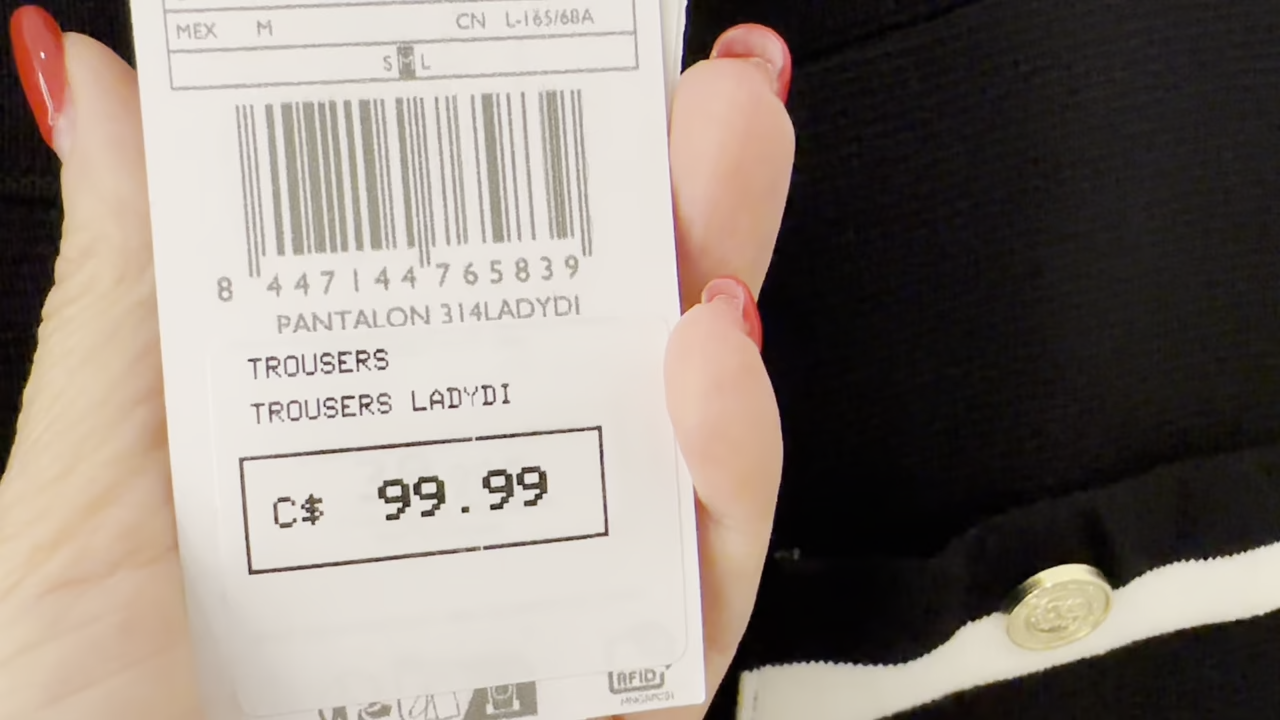 MEX M CN L-165/68A
S M L
8 447144 765839
PANTALON 314LADYDI
TROUSERS
TROUSERS LADYDI
C$ 99.99
RFID